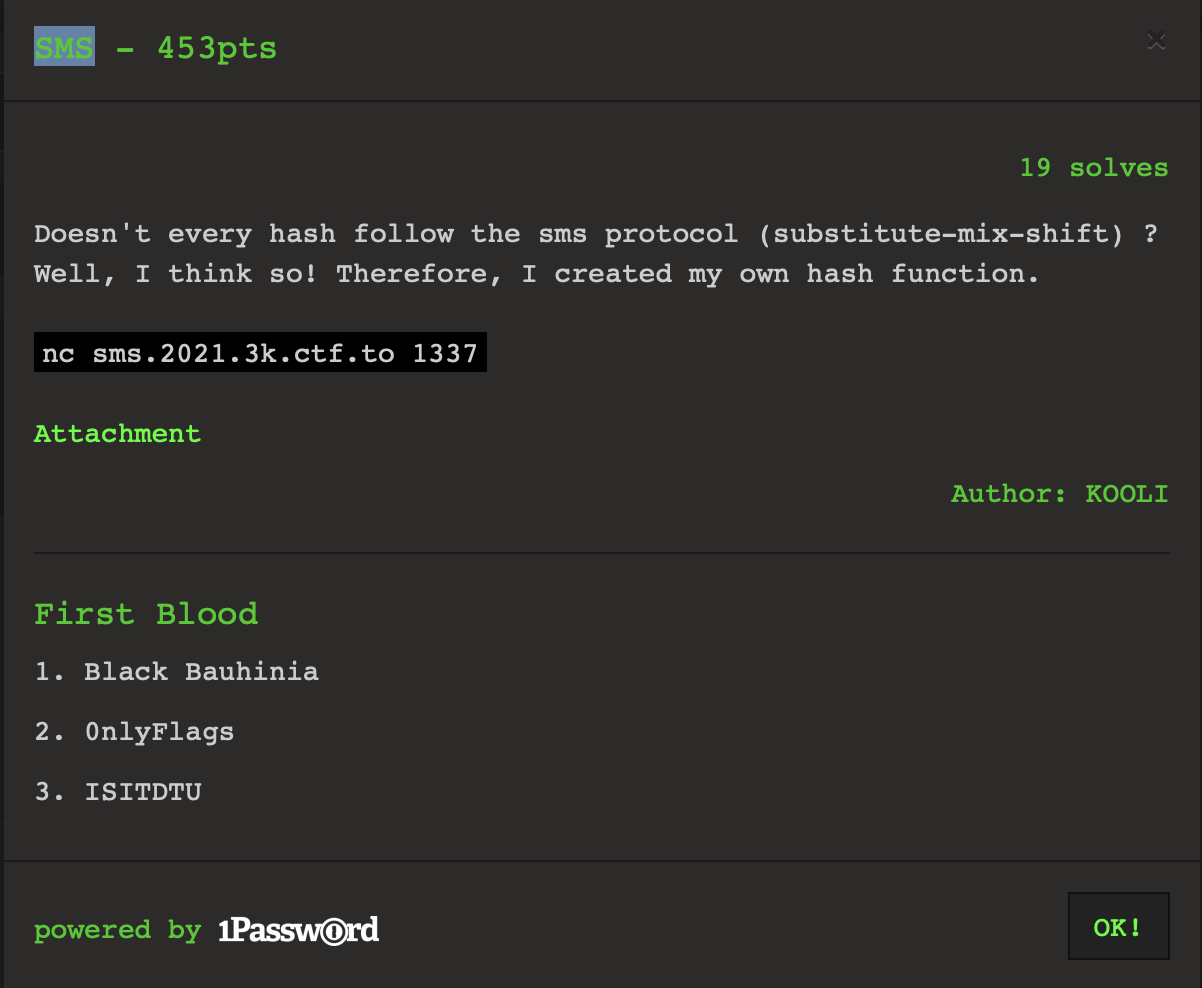 SMS - 453pts
×
19 solves
Doesn't every hash follow the sms protocol (substitute-mix-shift) ?
Well, I think so! Therefore, I created my own hash function.
nc sms.2021.3k.ctf.to 1337
Attachment
Author: KOOLI
First Blood
1. Black Bauhinia
2. 0nlyFlags
3. ISITDTU
powered by 1Password
OK!